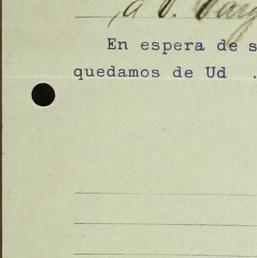 á
En espera de s
quedamos de Ud .